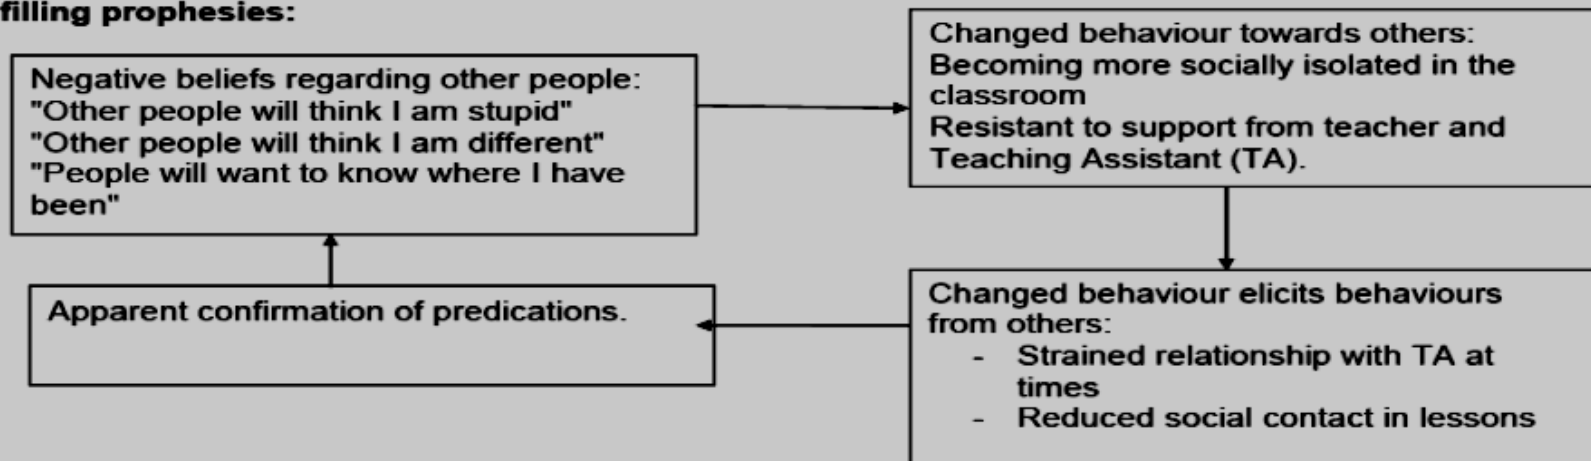 filling prophesies:
Negative beliefs regarding other people:
"Other people will think I am stupid"
"Other people will think I am different"
"People will want to know where I have
been"
Changed behaviour towards others:
Becoming more socially isolated in the
classroom
Resistant to support from teacher and
Teaching Assistant (TA).
Changed behaviour elicits behaviours
from others:
- Strained relationship with TA at
times
- Reduced social contact in lessons
Apparent confirmation of predications.